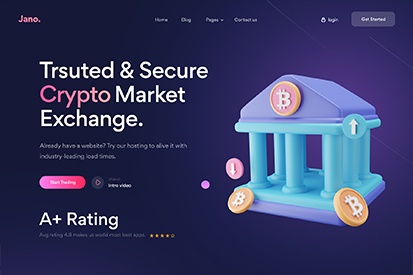 Jano.
Home Blog Pages Contact us login Get Started
Trsuted & Secure
Crypto Market
Exchange.
Already have a website? Try our hosting to alive it with
industry-leading load times.
Start Trading
Intro video
A+ Rating
Avg rating 4.8 makes us world most best apps.